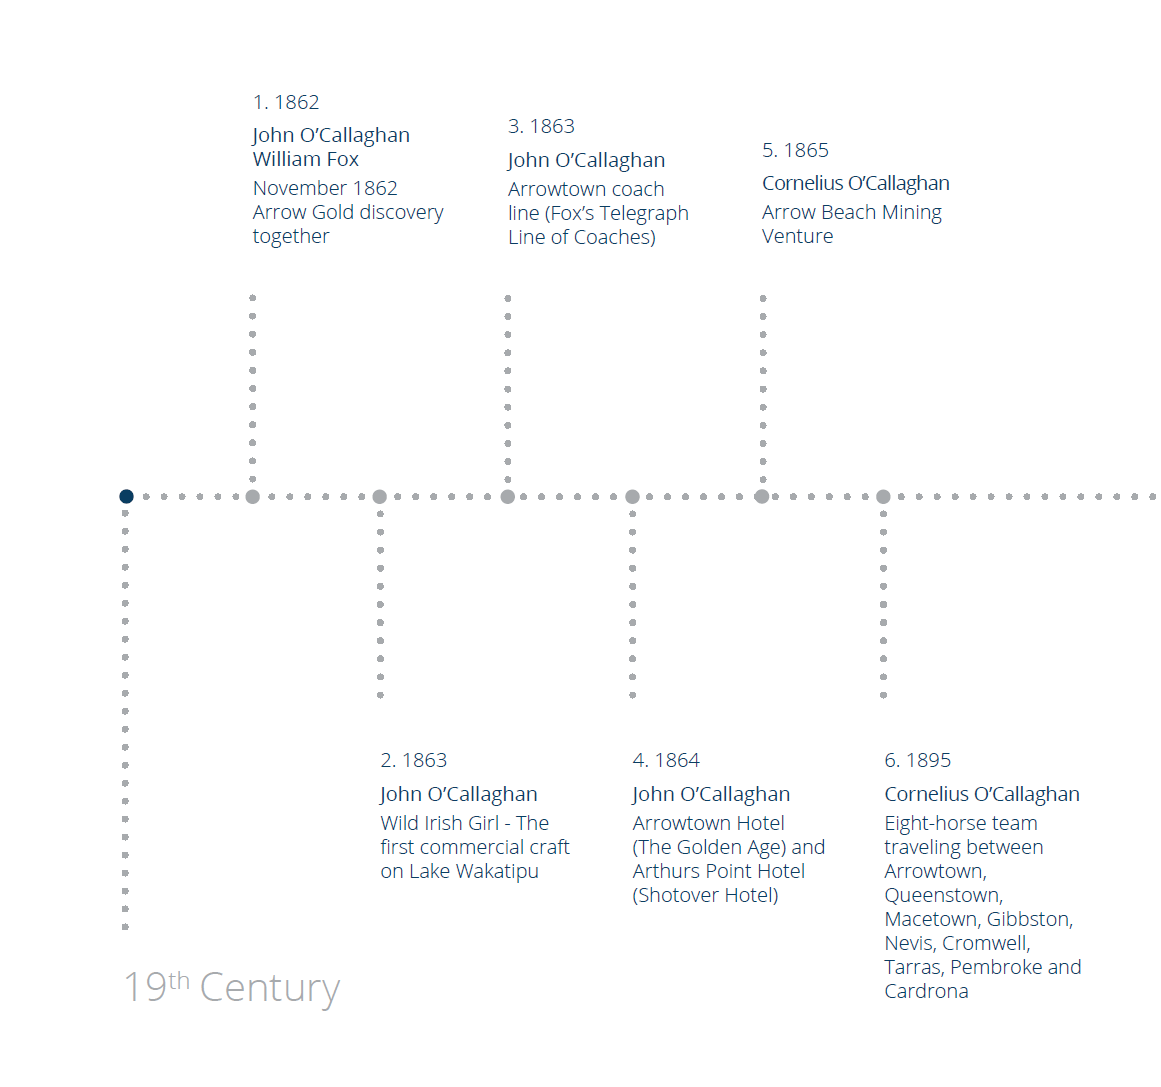 1. 1862
John O’Callaghan
William Fox
November 1862
Arrow Gold discovery
together
2. 1863
John O’Callaghan
Wild Irish Girl - The
first commercial craft
on Lake Wakatipu
3. 1863
John O’Callaghan
Arrowtown coach
line (Fox’s Telegraph
Line of Coaches)
4. 1864
John O’Callaghan
Arrowtown Hotel
(The Golden Age) and
Arthurs Point Hotel
(Shotover Hotel)
5. 1865
Cornelius O’Callaghan
Arrow Beach Mining
Venture
6. 1895
Cornelius O’Callaghan
Eight-horse team
traveling between
Arrowtown,
Queenstown,
Macetown, Gibbston,
Nevis, Cromwell,
Tarras, Pembroke and
Cardrona
19th Century